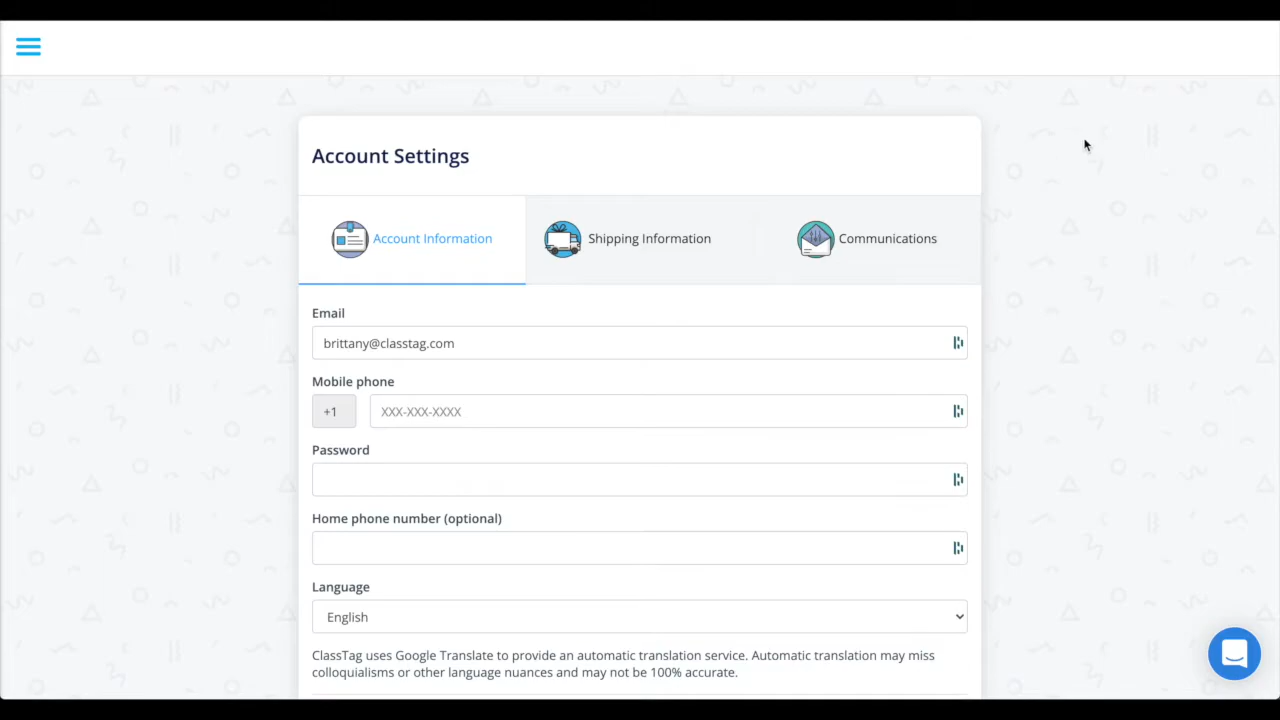 Account Settings
Account Information
Shipping Information
Communications
Email
brittany@classtag.com
Mobile phone
+1
XXX-XXX-XXXX
Password
Home phone number (optional)
Language
English
ClassTag uses Google Translate to provide an automatic translation service. Automatic translation may miss
colloquialisms or other language nuances and may not be 100% accurate.